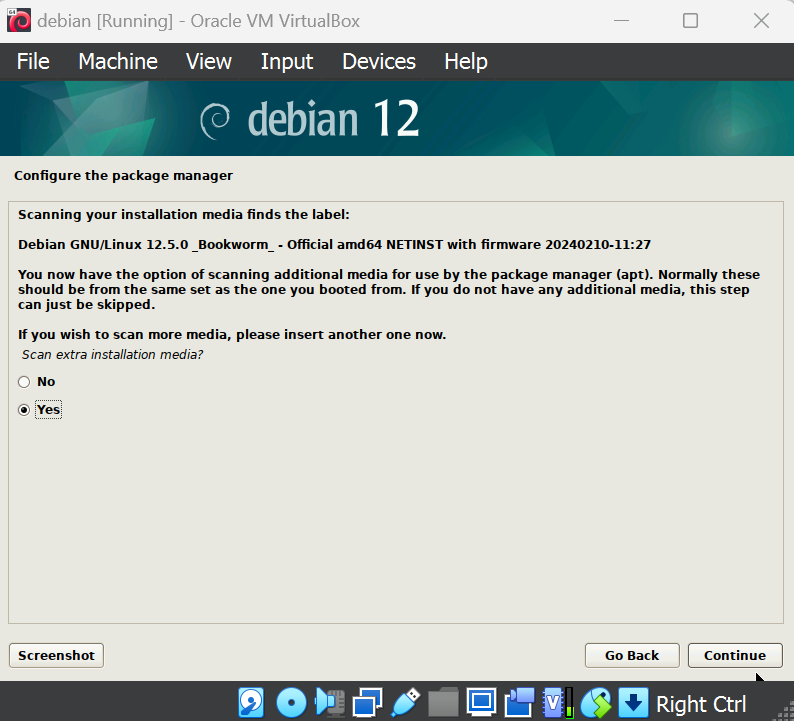 64
debian [Running] - Oracle VM VirtualBox
File Machine View Input Devices Help
debian 12
Configure the package manager
Scanning your installation media finds the label:
Debian GNU/Linux 12.5.0 _Bookworm_ - Official amd64 NETINST with firmware 20240210-11:27
You now have the option of scanning additional media for use by the package manager (apt). Normally these
should be from the same set as the one you booted from. If you do not have any additional media, this step
can just be skipped.
If you wish to scan more media, please insert another one now.
Scan extra installation media?
No
Yes
Screenshot
Go Back
Continue
V
Right Ctrl